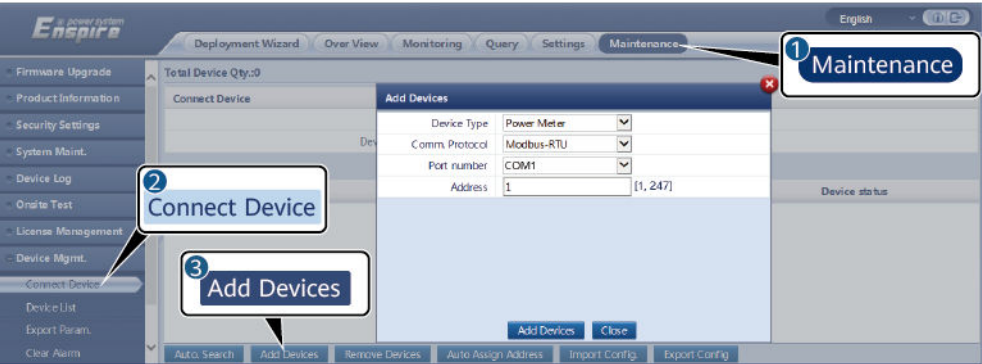 English
Enspire
ai power system
Deployment Wizard Over View Monitoring Query Settings Maintenance
1
Maintenance
Firmware Upgrade
Total Device Qty.:0
Product Information
Connect Device
Add Devices
Security Settings
Device Type Power Meter
System Maint.
Dev
Comm. Protocol Modbus-RTU
Port number COM1
Device Log
Address 1 [1, 247]
Device status
2
Connect Device
Onsite Test
License Management
Device Mgmt.
3
Add Devices
Connect Device
Device List
Export Param.
Add Devices Close
Clear Alarm
Auto. Search Add Devices Remove Devices Auto Assign Address Import Config. Export Config